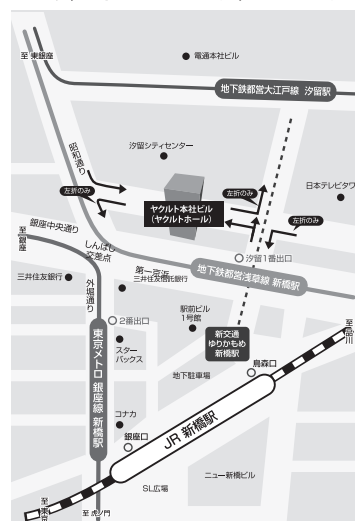 電通本社ビル
至 東銀座
地下鉄都営大江戸線 汐留駅
昭和通り
汐留シティセンター
左折のみ
左折のみ
日本テレビタワ
ヤクルト本社ビル
(ヤクルトホール)
左折のみ
銀座中央通り
至 銀座
しんばし
交差点
汐留1番出口
三井住友銀行
外堀通り
第一京浜
三井住友信託銀行
地下鉄都営浅草線 新橋駅
2番出口
駅前ビル
1号館
新交通
ゆりかもめ
新橋駅
至 品川
東京メトロ 銀座線 新橋駅
スター
バックス
烏森口
地下駐車場
コナカ
銀座口
JR 新橋駅
ニュー新橋ビル
SL広場
至 東京
至 虎ノ門